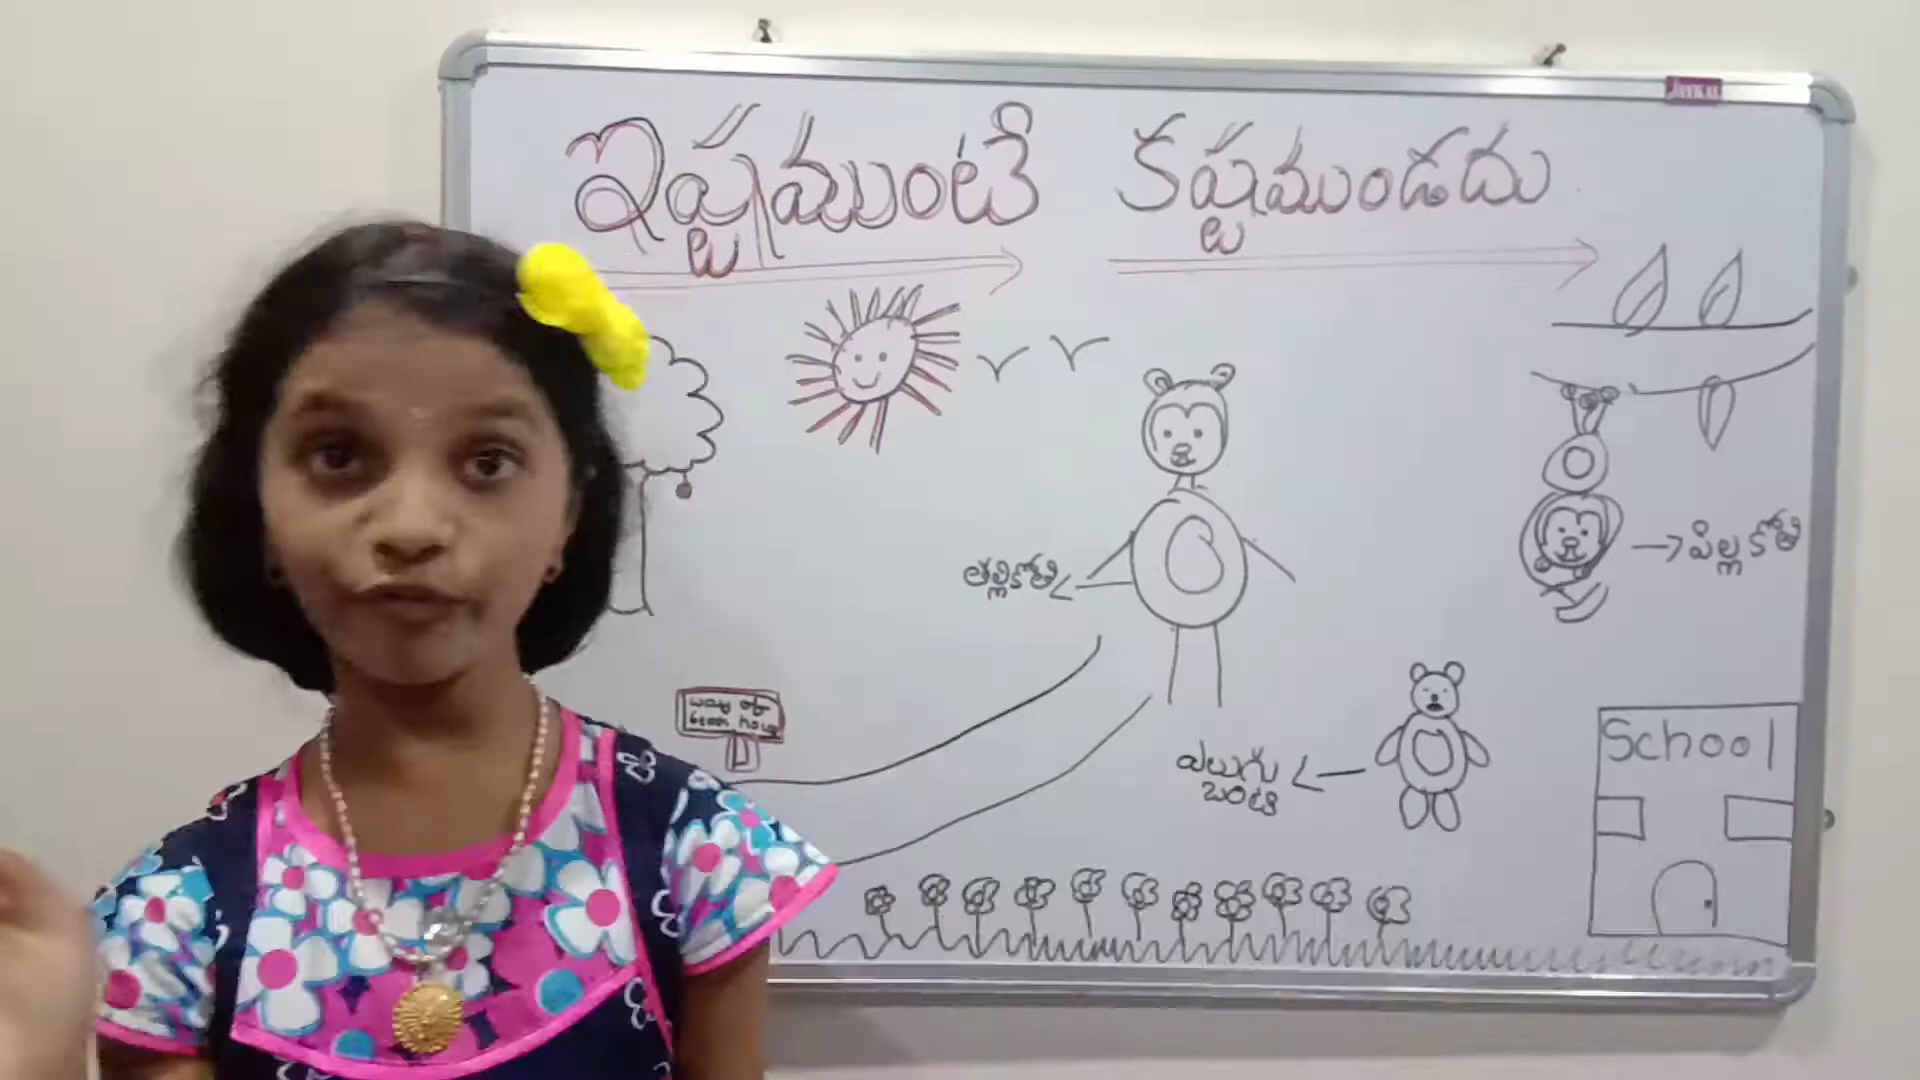 ఇష్టముంటే కష్టముండదు
తల్లికోతి
పిల్లకోతి
ఎలుగు
బంటి
School